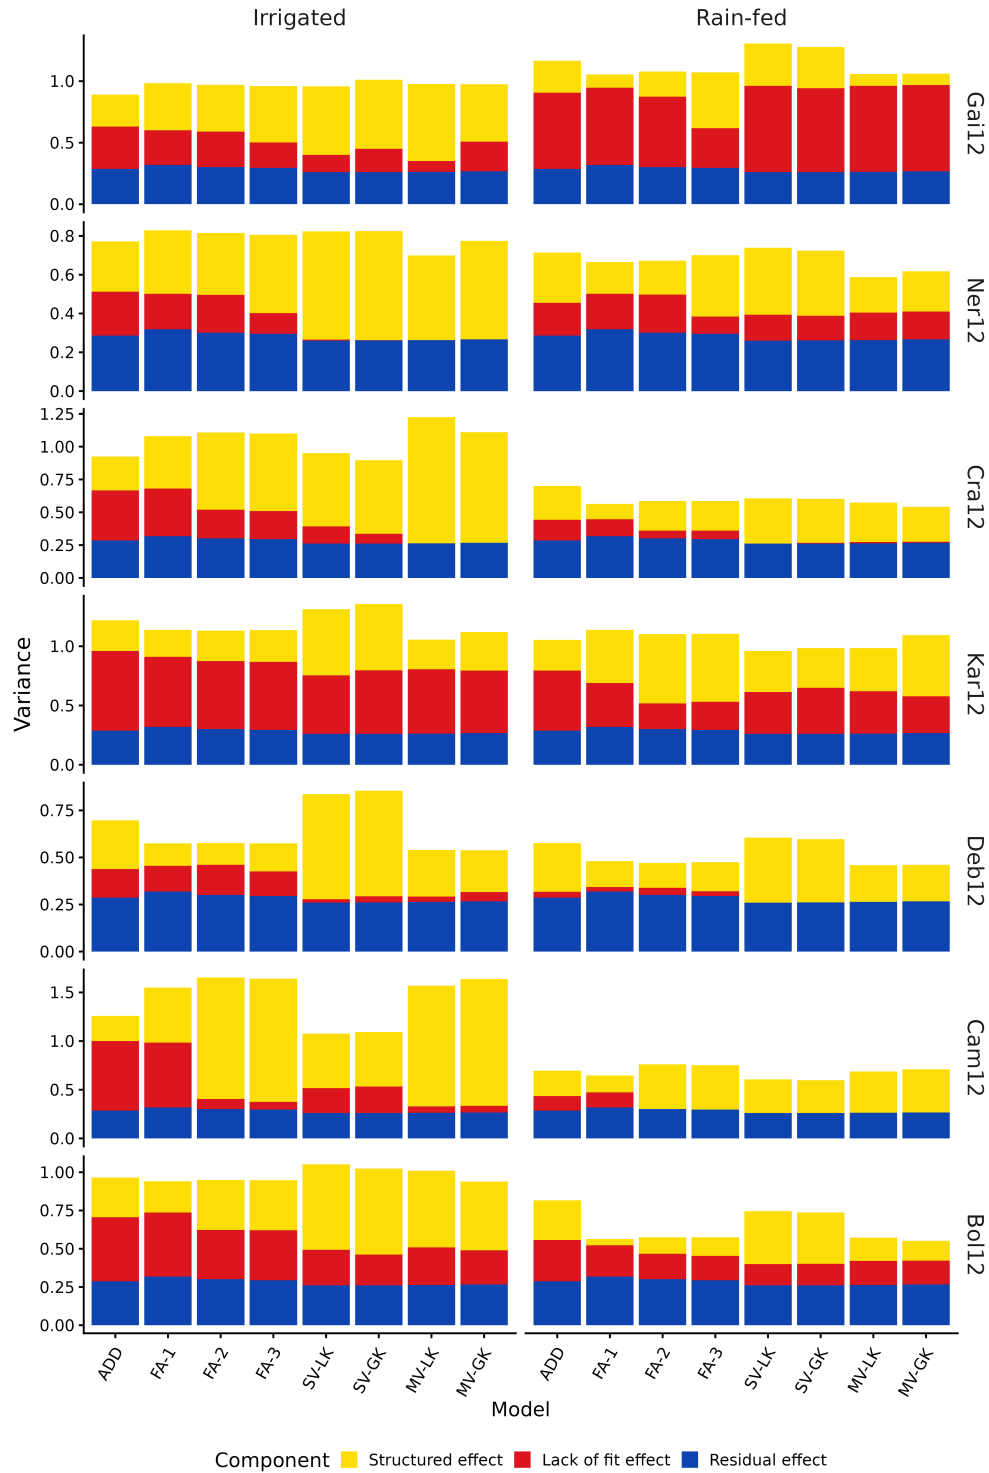 Irrigated Rain-fed
Gai12
1.0
0.5
0.0
Ner12
0.8
0.6
0.4
0.2
0.0
Cra12
1.25
1.00
0.75
0.50
0.25
0.00
Kar12
1.0
0.5
0.0
Variance
Deb12
0.75
0.50
0.25
0.00
Cam12
1.5
1.0
0.5
0.0
Bol12
1.00
0.75
0.50
0.25
0.00
ADD FA-1 FA-2 FA-3 SV-LK SV-GK MV-LK MV-GK ADD FA-1 FA-2 FA-3 SV-LK SV-GK MV-LK MV-GK
Model
Component Structured effect Lack of fit effect Residual effect